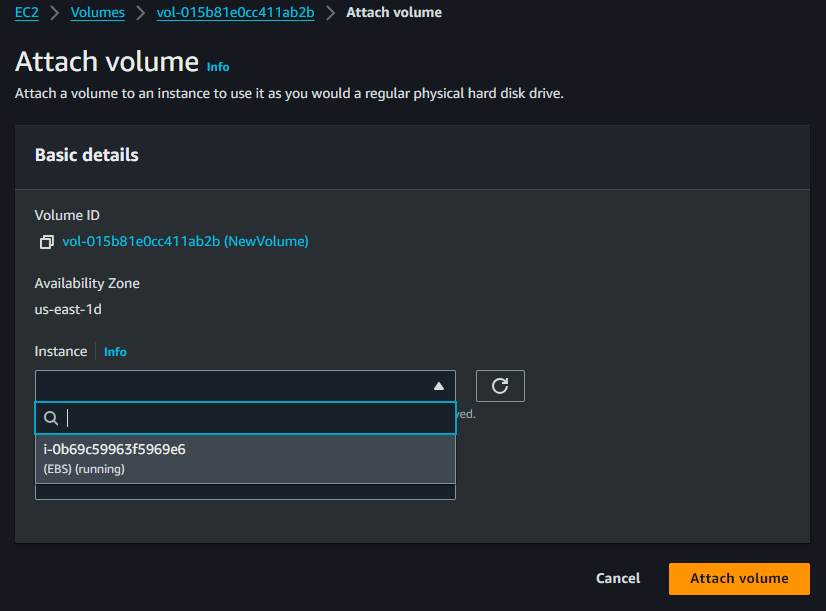 EC2 > Volumes > vol-015b81e0cc411ab2b > Attach volume
Attach volume Info
Attach a volume to an instance to use it as you would a regular physical hard disk drive.
Basic details
Volume ID
vol-015b81e0cc411ab2b (NewVolume)
Availability Zone
us-east-1d
Instance Info
i-0b69c59963f5969e6
(EBS) (running)
Cancel Attach volume